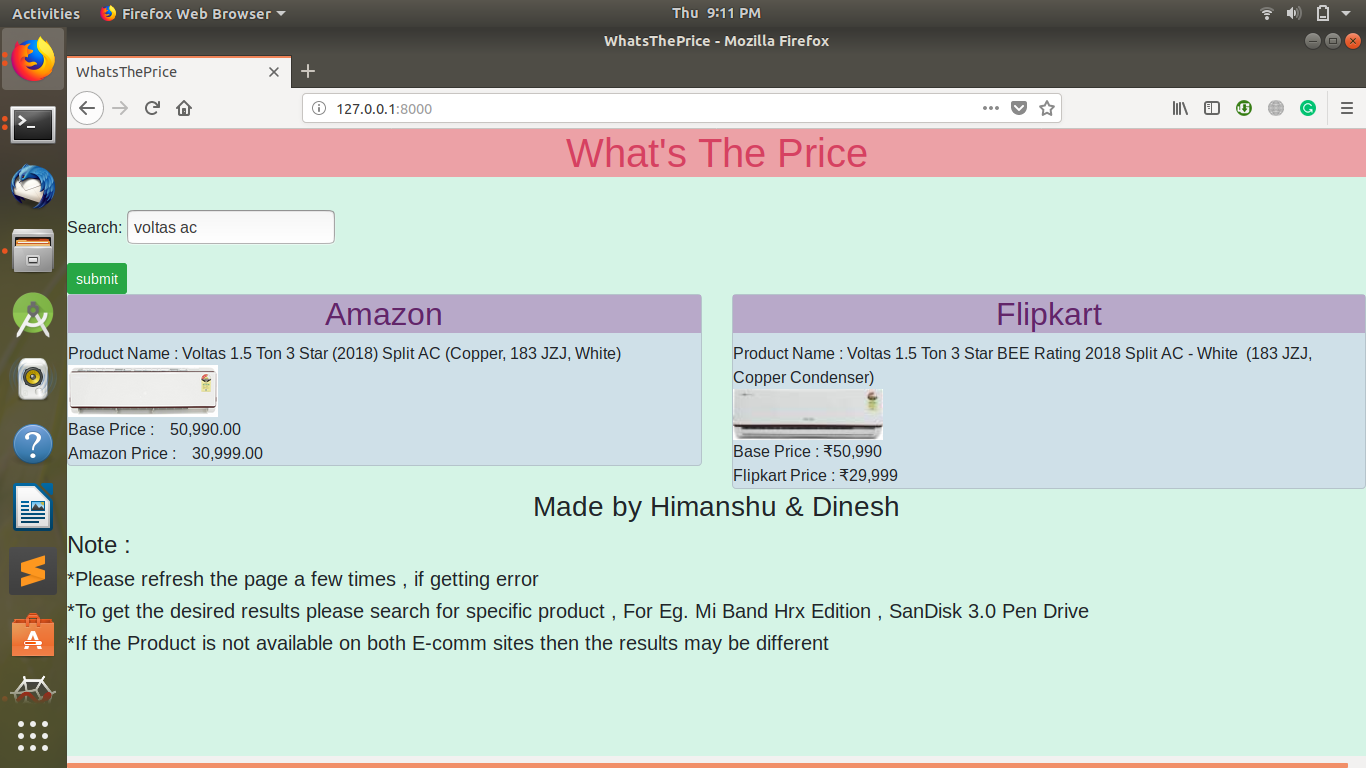 Activities
Firefox Web Browser
Thu 9:11 PM
WhatsThePrice - Mozilla Firefox
WhatsThePrice
127.0.0.1:8000
What's The Price
Search: voltas ac
submit
Amazon
Product Name : Voltas 1.5 Ton 3 Star (2018) Split AC (Copper, 183 JZJ, White)
Base Price : 50,990.00
Amazon Price : 30,999.00
Flipkart
Product Name : Voltas 1.5 Ton 3 Star BEE Rating 2018 Split AC - White (183 JZJ,
Copper Condenser)
Base Price : ₹50,990
Flipkart Price : ₹29,999
Made by Himanshu & Dinesh
Note :
*Please refresh the page a few times , if getting error
*To get the desired results please search for specific product , For Eg. Mi Band Hrx Edition , SanDisk 3.0 Pen Drive
*If the Product is not available on both E-comm sites then the results may be different